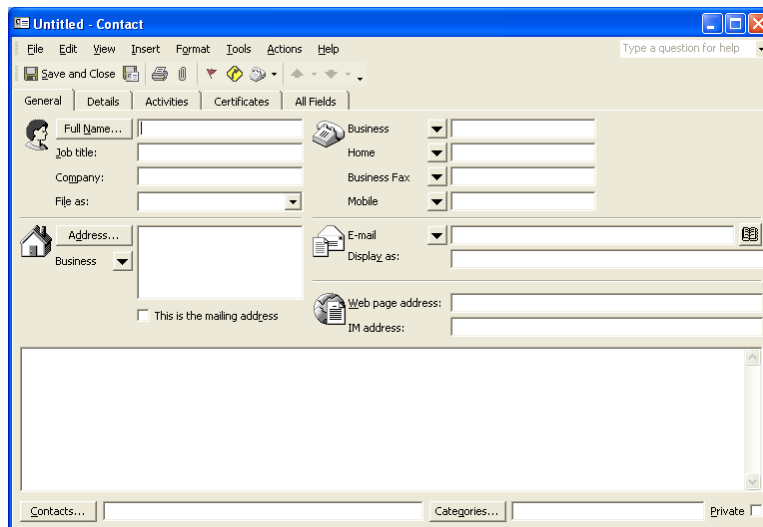 Untitled - Contact
File Edit View Insert Format Tools Actions Help Type a question for help
Save and Close
General Details Activities Certificates All Fields
Full Name... Business
Job title: Home
Company: Business Fax
File as: Mobile
Address... E-mail
Business Display as:
This is the mailing address Web page address:
IM address:
Contacts... Categories... Private